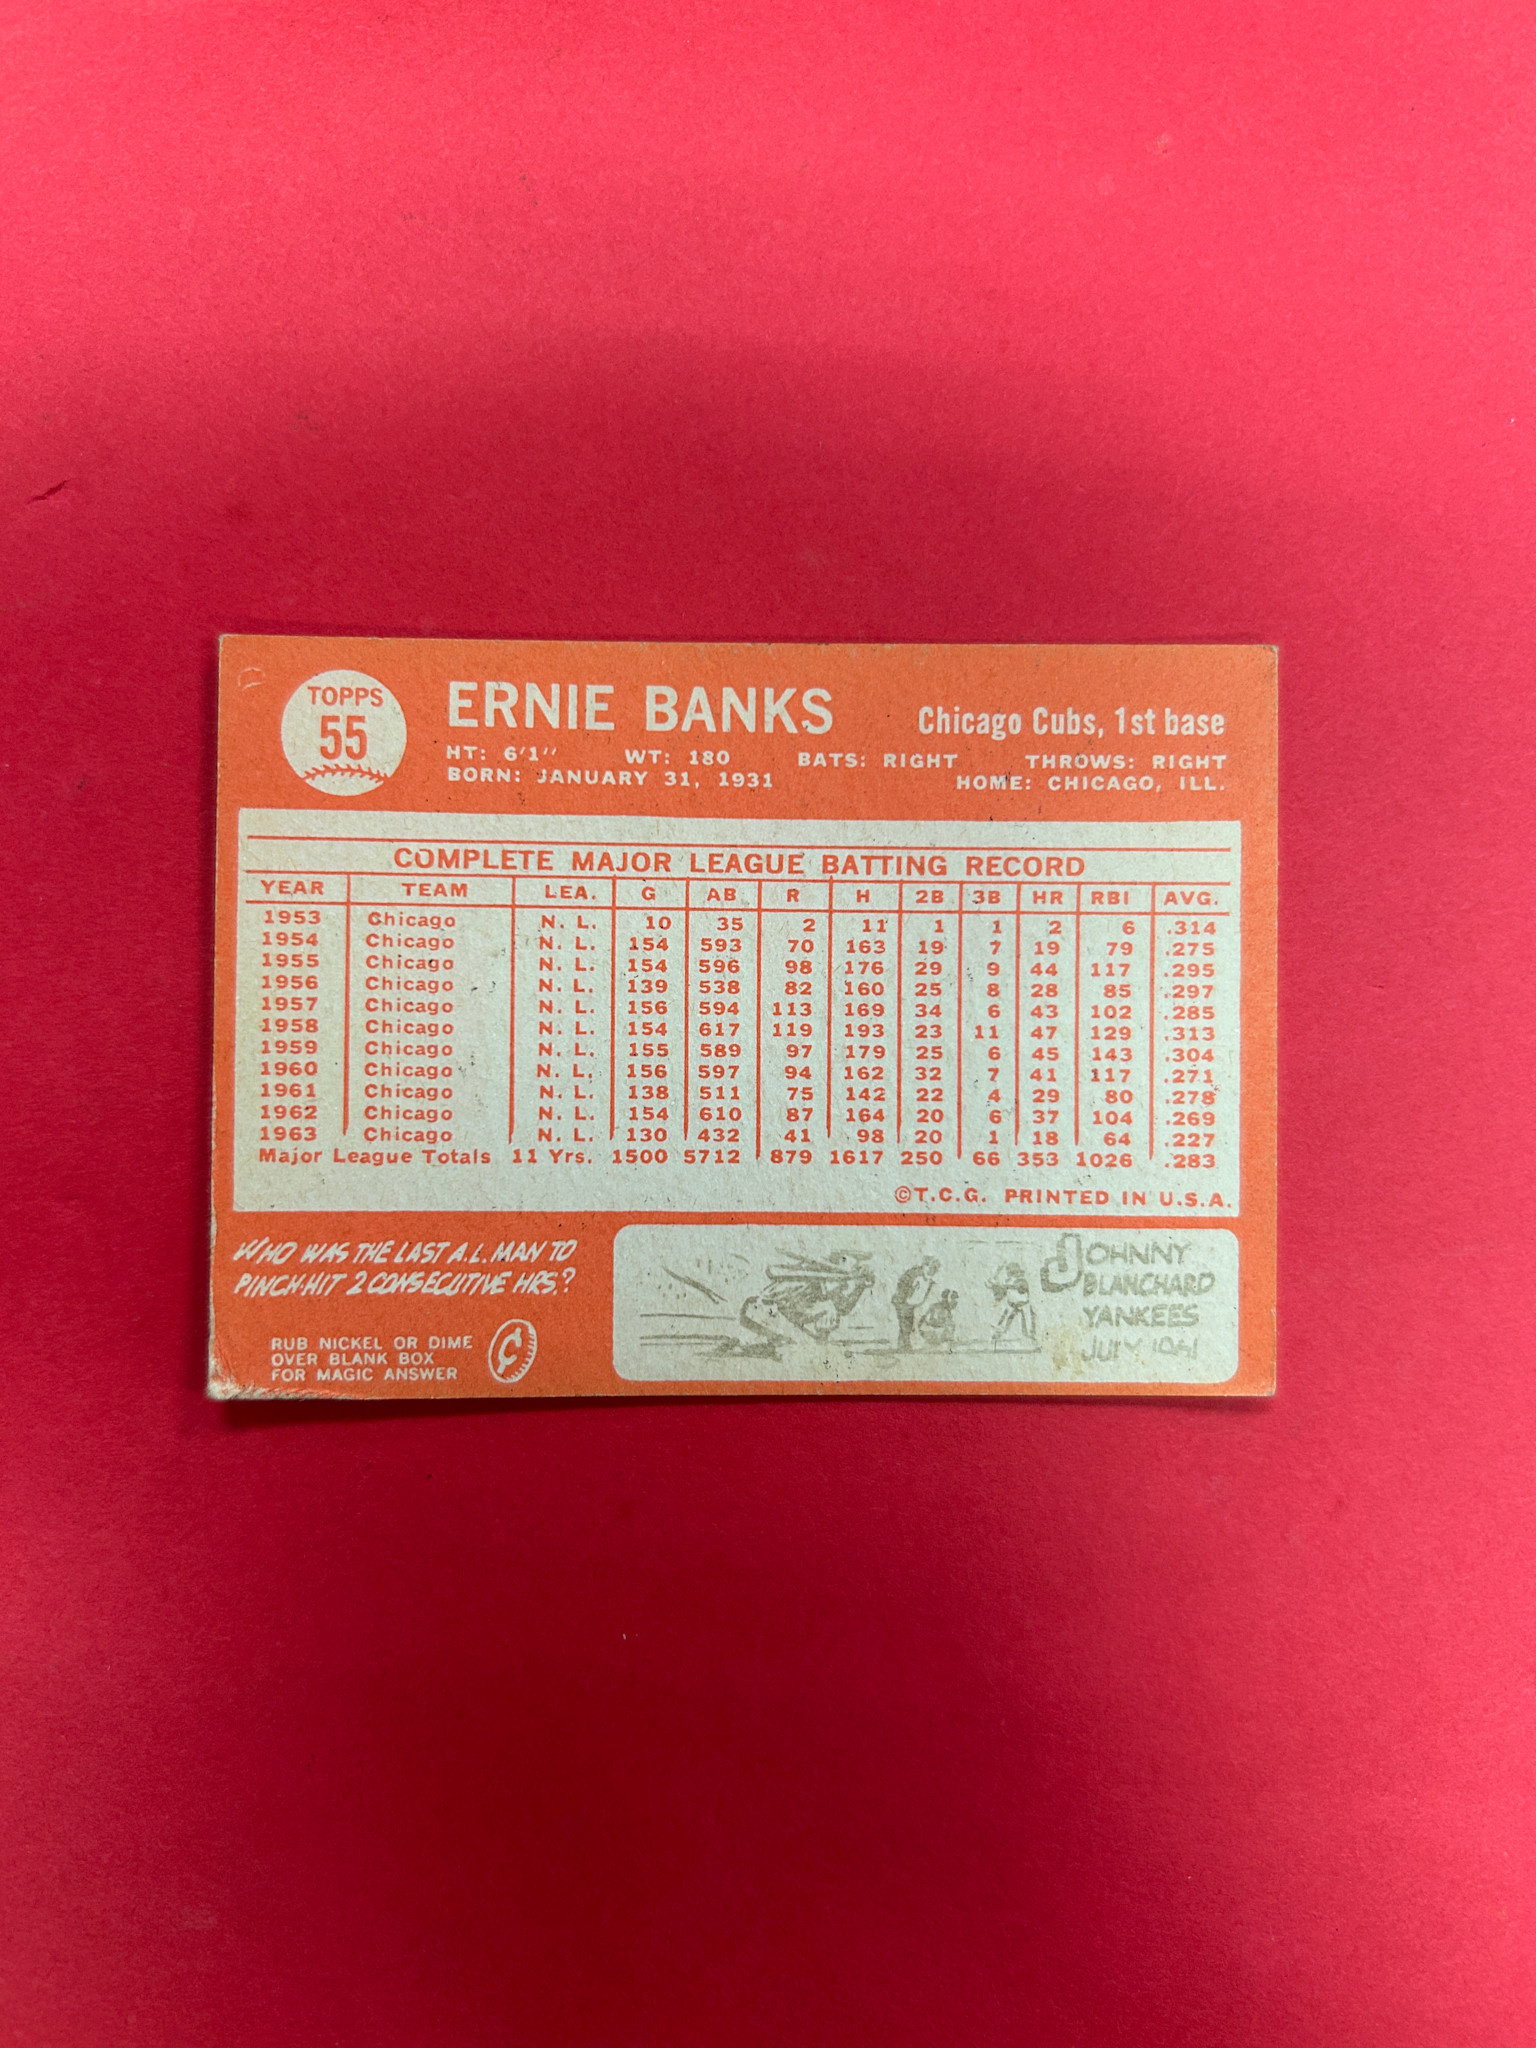 TOPPS
55
ERNIE BANKS
Chicago Cubs, 1st base
HT: 6'1" WT: 180 BATS: RIGHT THROWS: RIGHT
BORN: JANUARY 31, 1931 HOME: CHICAGO, ILL.
COMPLETE MAJOR LEAGUE BATTING RECORD
YEAR TEAM LEA. G AB R H 2B 3B HR RBI AVG.
1953 Chicago N. L. 10 35 2 11 1 1 2 6 .314
1954 Chicago N. L. 154 593 70 163 19 7 19 79 .275
1955 Chicago N. L. 154 596 98 176 29 9 44 117 .295
1956 Chicago N. L. 139 538 82 160 25 8 28 85 .297
1957 Chicago N. L. 156 594 113 169 34 6 43 102 .285
1958 Chicago N. L. 154 617 119 193 23 11 47 129 .313
1959 Chicago N. L. 155 589 97 179 25 6 45 143 .304
1960 Chicago N. L. 156 597 94 162 32 7 41 117 .271
1961 Chicago N. L. 138 511 75 142 22 4 29 80 .278
1962 Chicago N. L. 154 610 87 164 20 6 37 104 .269
1963 Chicago N. L. 130 432 41 98 20 1 18 64 .227
Major League Totals 11 Yrs. 1500 5712 879 1617 250 66 353 1026 .283
©T.C.G. PRINTED IN U.S.A.
WHO WAS THE LAST A.L. MAN TO
PINCH-HIT 2 CONSECUTIVE HRS.?
RUB NICKEL OR DIME
OVER BLANK BOX
FOR MAGIC ANSWER
¢
JOHNNY
BLANCHARD
YANKEES
JULY 1961